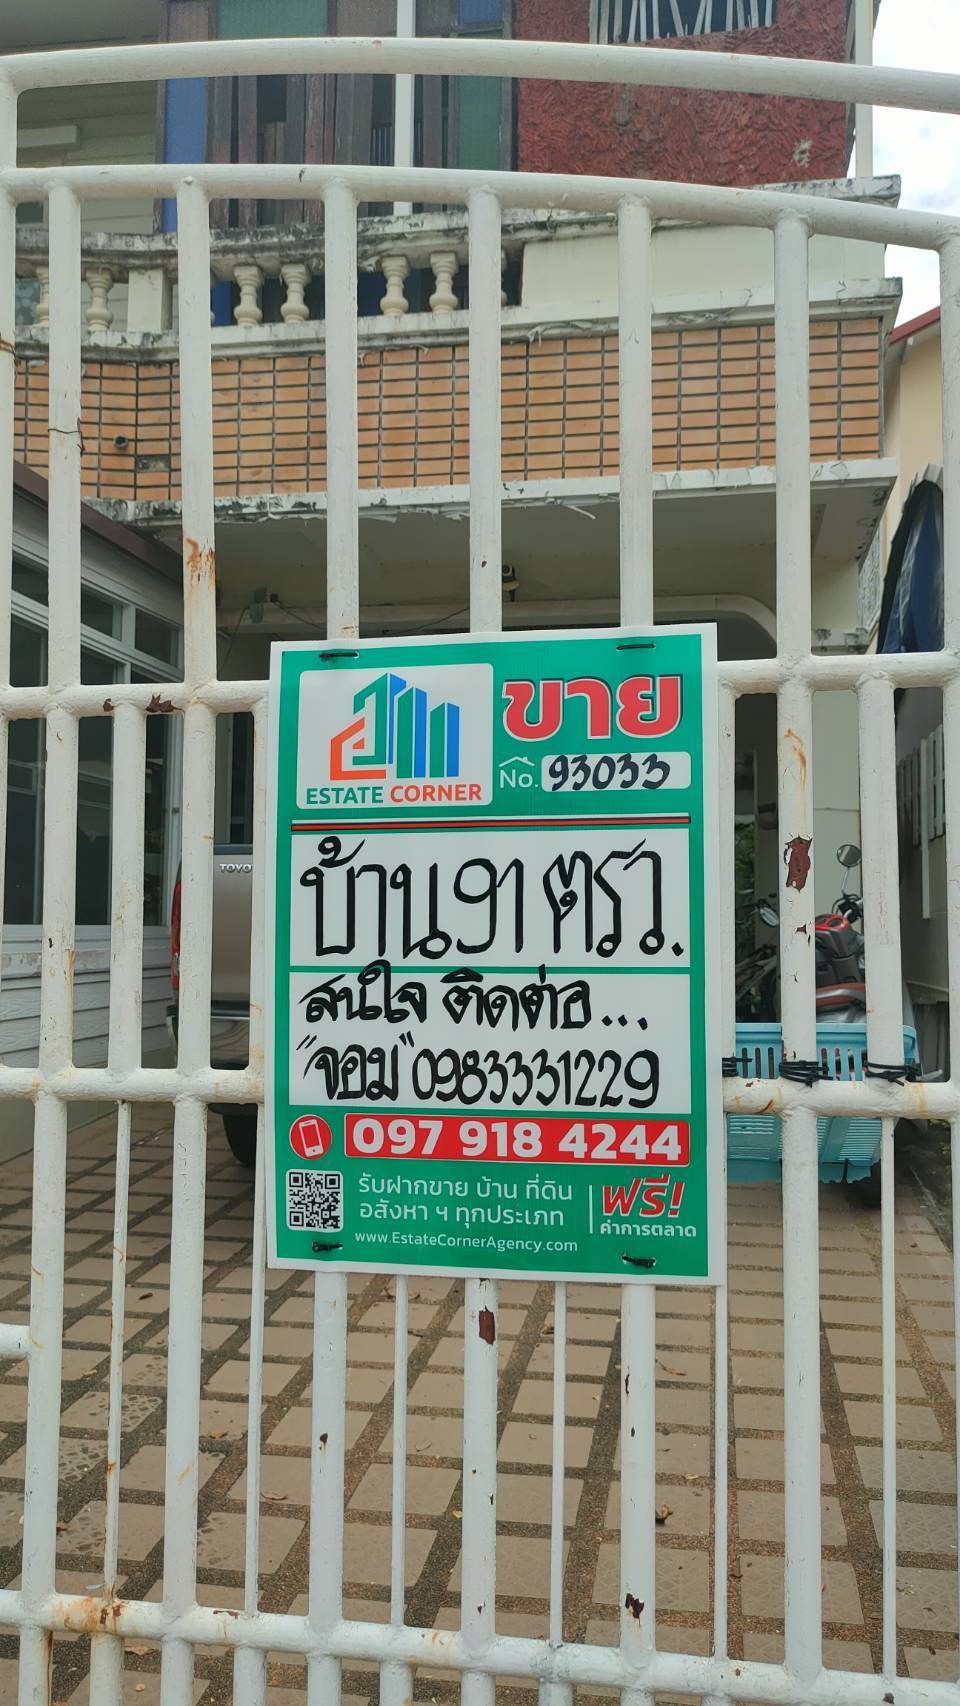 ขาย
ESTATE CORNER
No. 93033
บ้าน 91 ตรว.
สนใจ ติดต่อ...
"จอม" 0983331229
097 918 4244
รับฝากขาย บ้าน ที่ดิน
อสังหา ฯ ทุกประเภท
ฟรี!
ค่าการตลาด
www.EstateCornerAgency.com